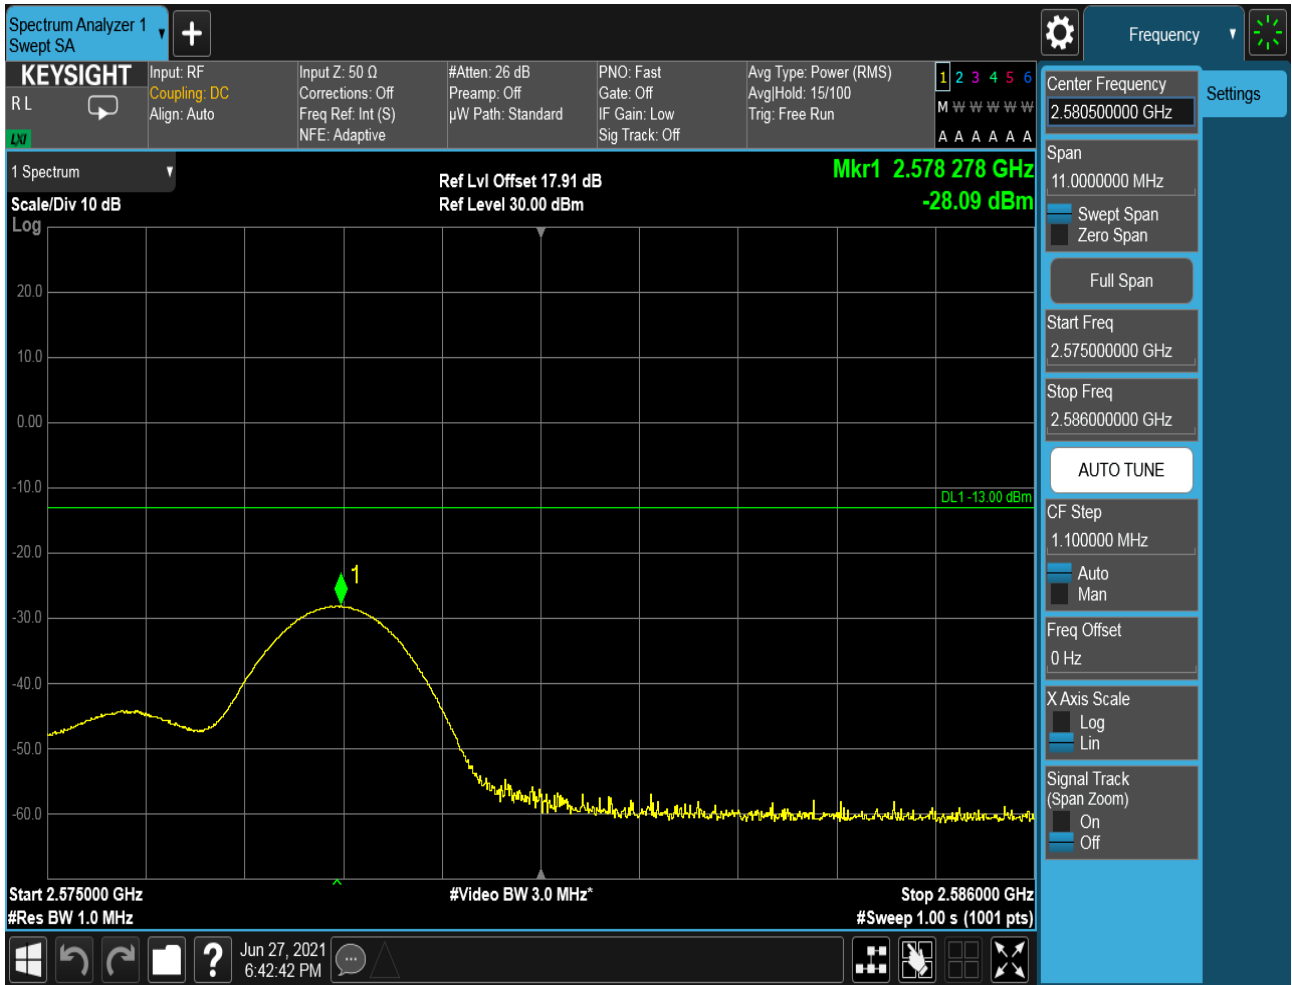 Spectrum Analyzer 1
Swept SA
Frequency
KEYSIGHT
R L
LXI
Input: RF
Coupling: DC
Align: Auto
Input Z: 50 Ω
Corrections: Off
Freq Ref: Int (S)
NFE: Adaptive
#Atten: 26 dB
Preamp: Off
µW Path: Standard
PNO: Fast
Gate: Off
IF Gain: Low
Sig Track: Off
Avg Type: Power (RMS)
Avg|Hold: 15/100
Trig: Free Run
1 2 3 4 5 6
M W W W W W
A A A A A A
1 Spectrum
Scale/Div 10 dB
Log
Ref Lvl Offset 17.91 dB
Ref Level 30.00 dBm
Mkr1 2.578 278 GHz
-28.09 dBm
20.0
10.0
0.00
-10.0
-20.0
-30.0
-40.0
-50.0
-60.0
DL1 -13.00 dBm
1
Start 2.575000 GHz
#Res BW 1.0 MHz
#Video BW 3.0 MHz*
Stop 2.586000 GHz
#Sweep 1.00 s (1001 pts)
Jun 27, 2021
6:42:42 PM
?
Center Frequency
2.580500000 GHz
Settings
Span
11.0000000 MHz
Swept Span
Zero Span
Full Span
Start Freq
2.575000000 GHz
Stop Freq
2.586000000 GHz
AUTO TUNE
CF Step
1.100000 MHz
Auto
Man
Freq Offset
0 Hz
X Axis Scale
Log
Lin
Signal Track
(Span Zoom)
On
Off